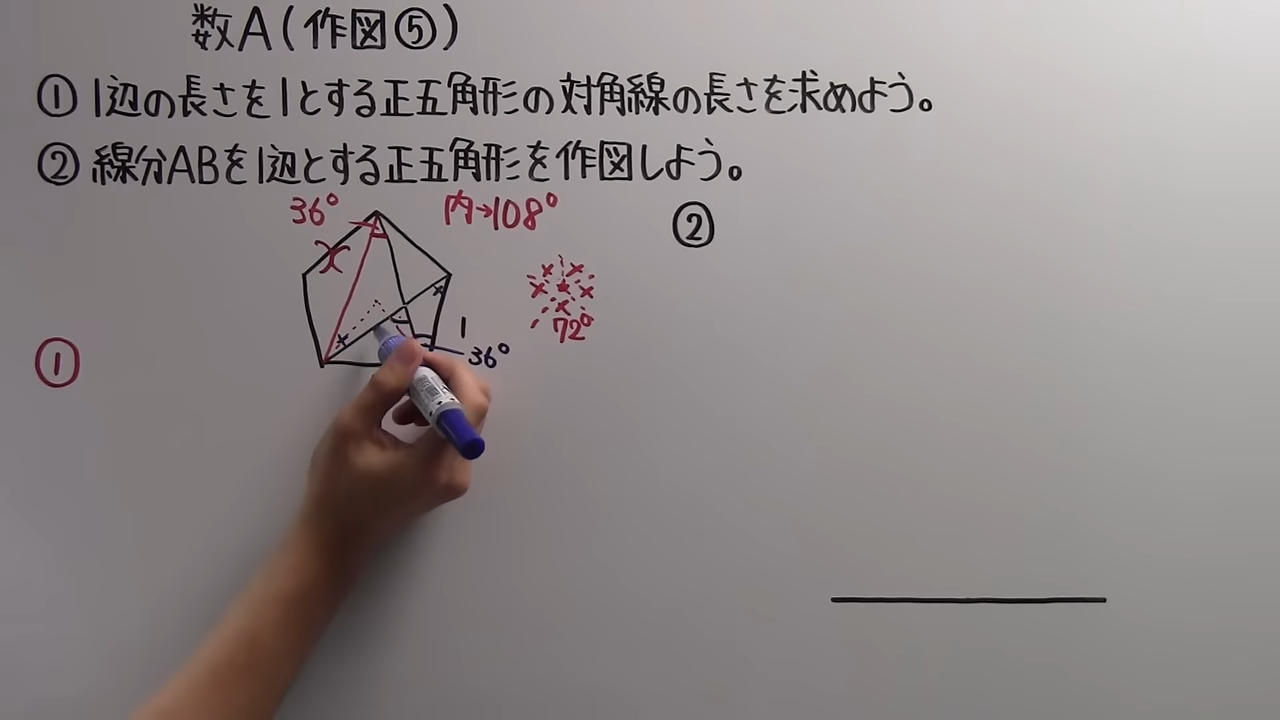 数A(作図⑤)
① 1辺の長さを1とする正五角形の対角線の長さを求めよう。
② 線分ABを1辺とする正五角形を作図しよう。
36° 内→108° ②
x
×
72°
1
① × 36°